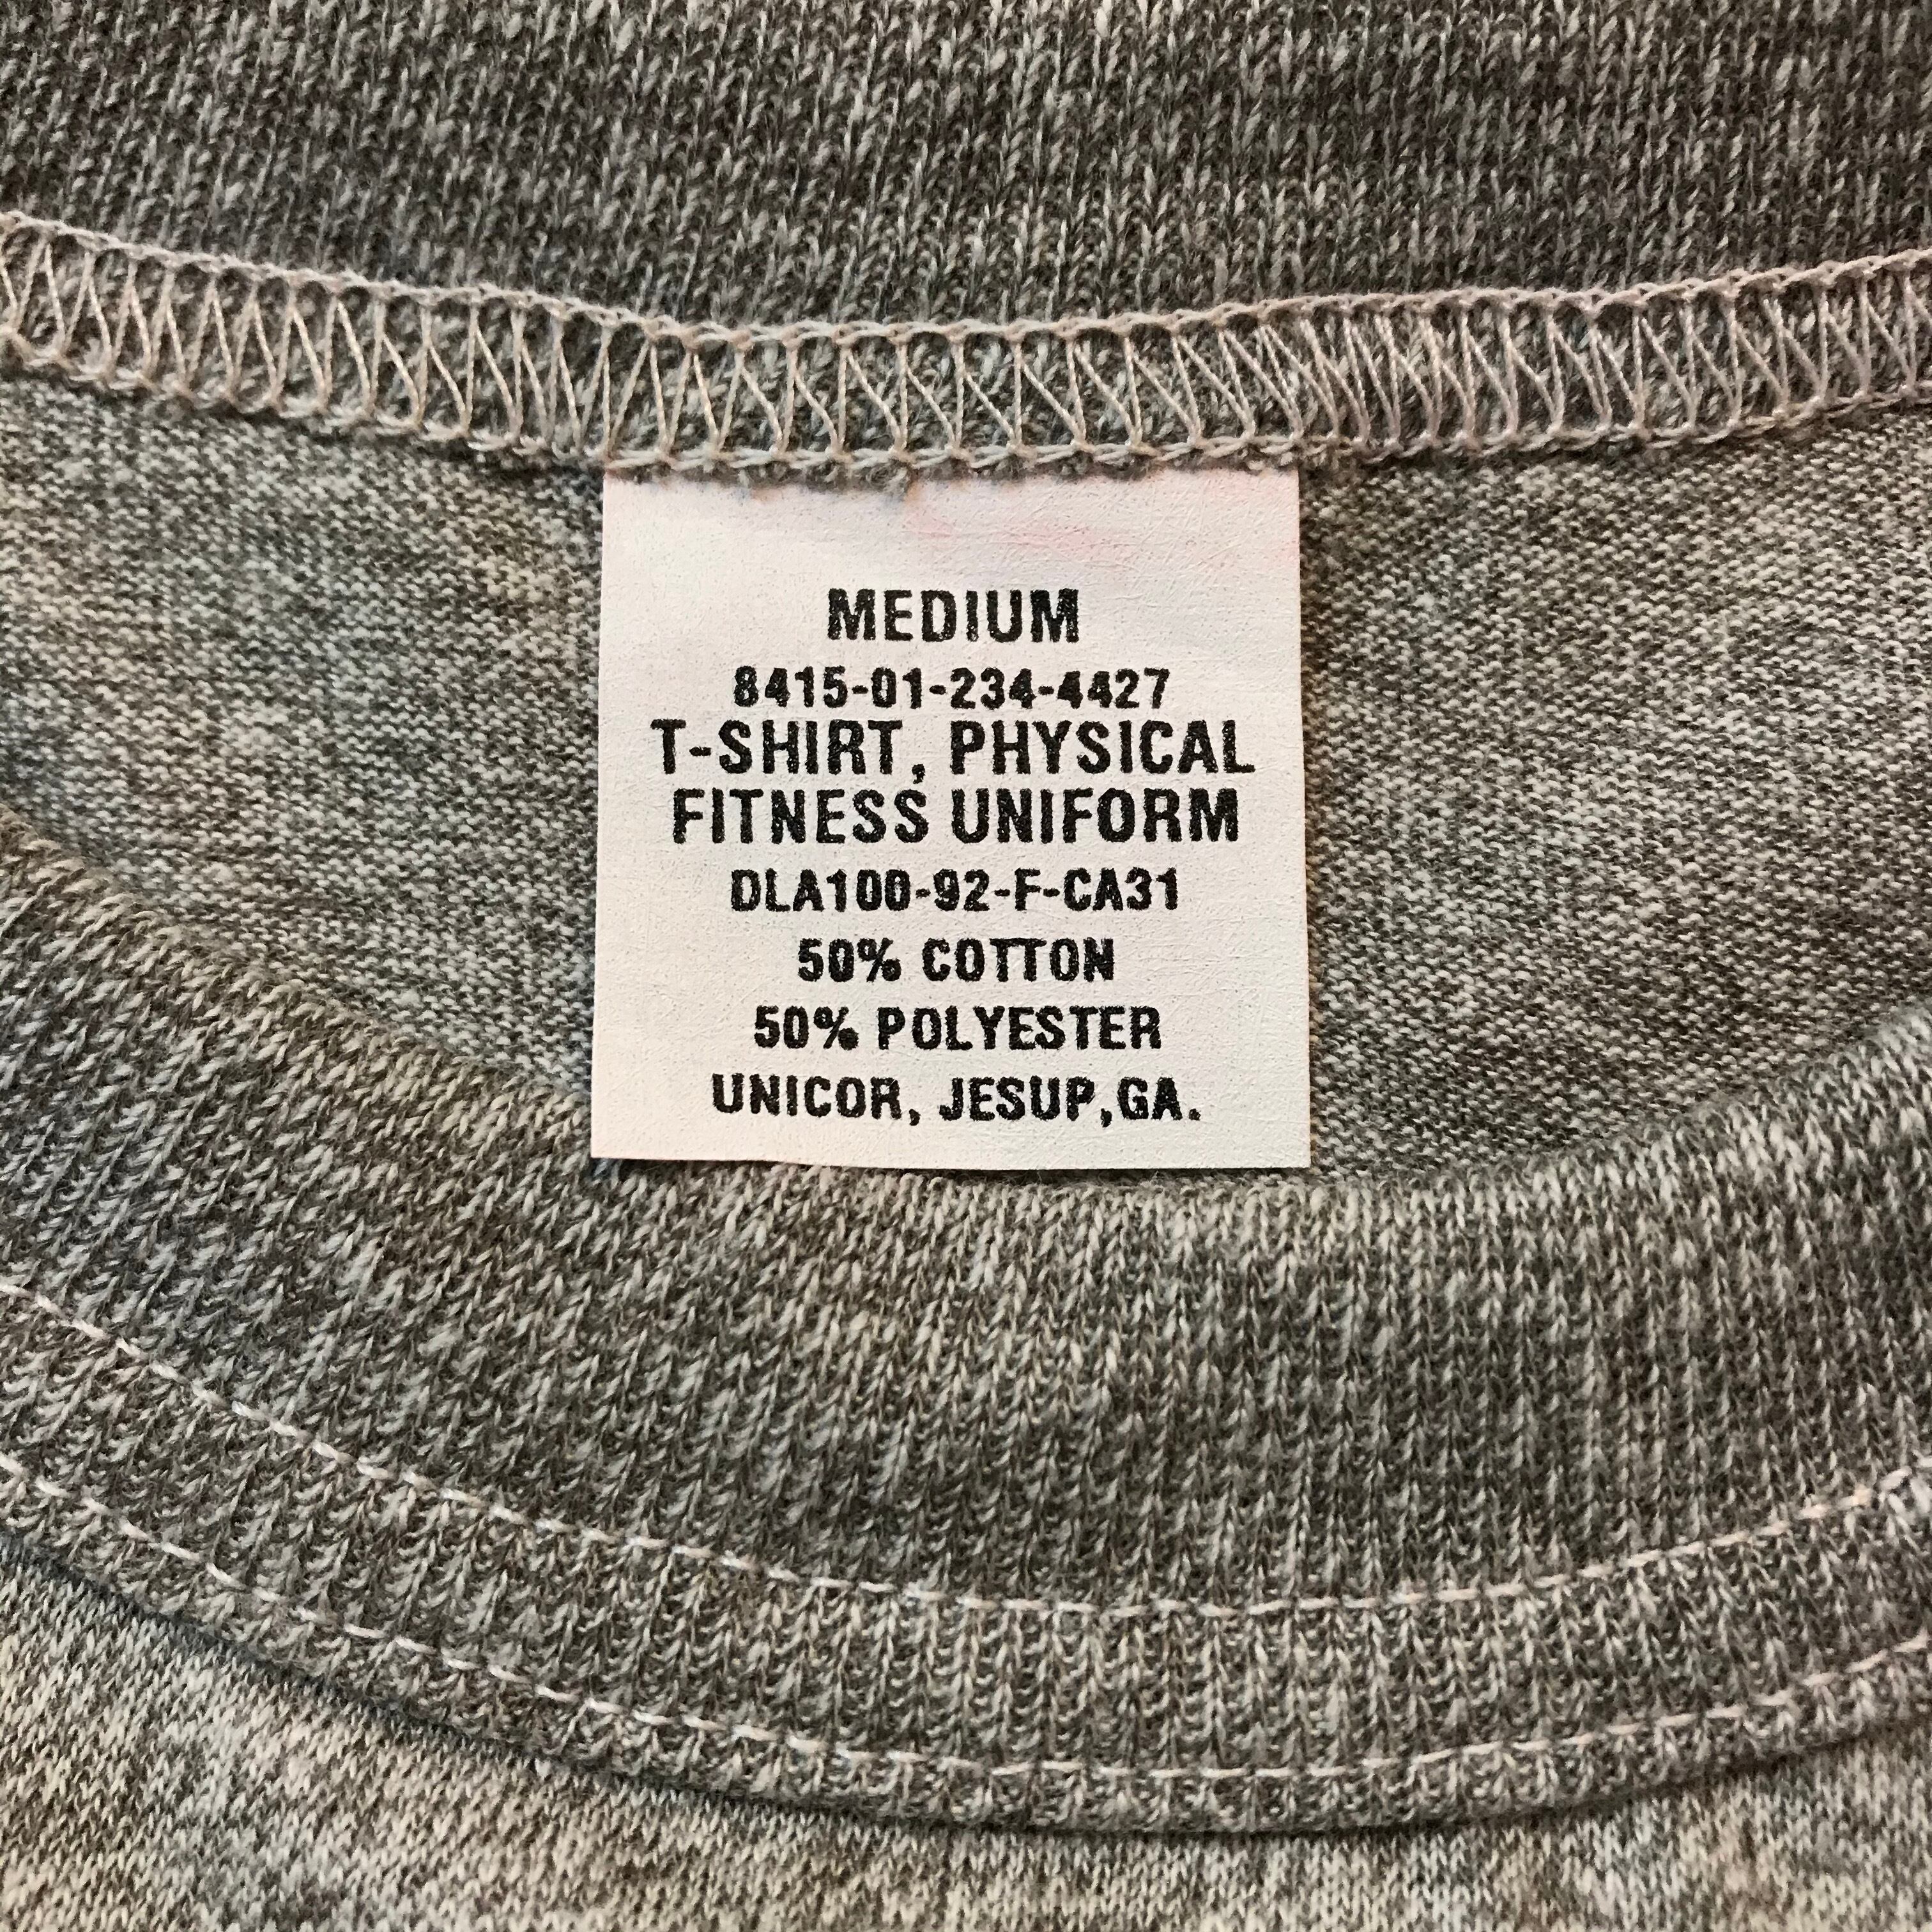 MEDIUM
8415-01-234-4427
T-SHIRT, PHYSICAL
FITNESS UNIFORM
DLA100-92-F-CA31
50% COTTON
50% POLYESTER
UNICOR, JESUP,GA.